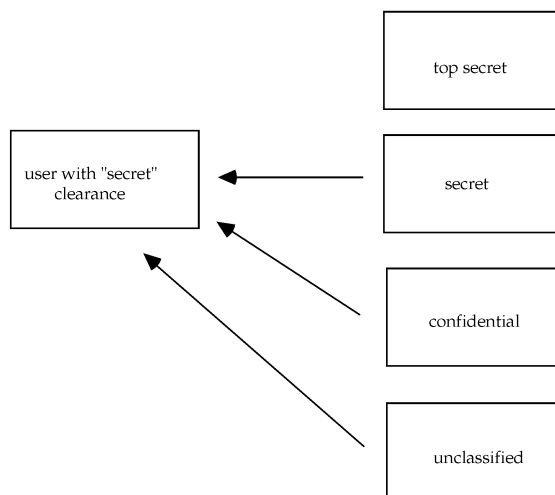 top secret
user with "secret"
clearance
secret
confidential
unclassified